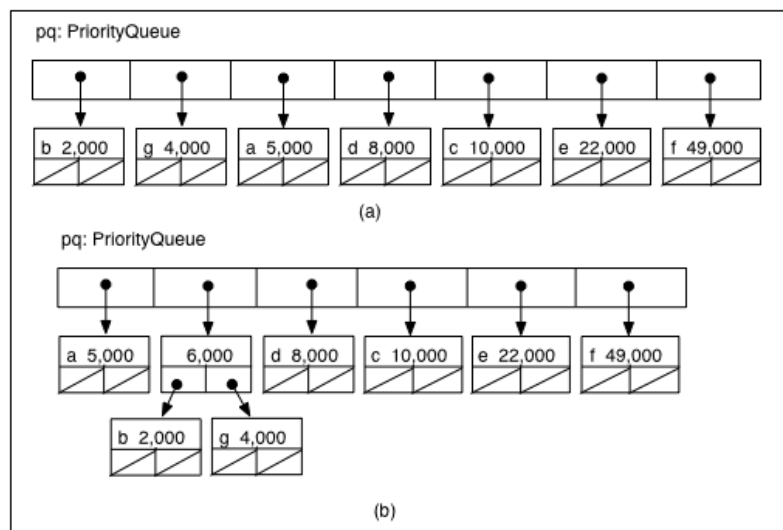 pq: PriorityQueue
b 2,000 g 4,000 a 5,000 d 8,000 c 10,000 e 22,000 f 49,000
(a)
pq: PriorityQueue
a 5,000 6,000 d 8,000 c 10,000 e 22,000 f 49,000
b 2,000 g 4,000
(b)